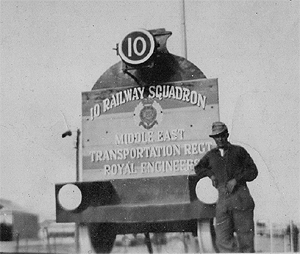 10
10 RAILWAY SQUADRON
MIDDLE EAST
TRANSPORTATION REGT
ROYAL ENGINEERS